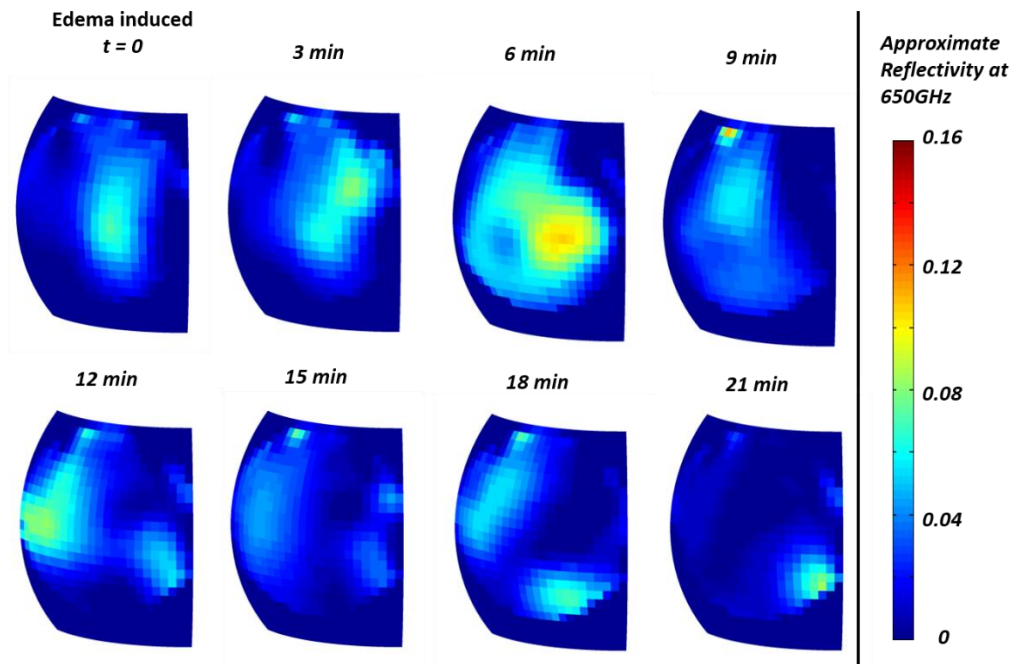 Edema induced
t = 0
3 min
6 min
9 min
12 min
15 min
18 min
21 min
Approximate
Reflectivity at
650GHz
0.16
0.12
0.08
0.04
0